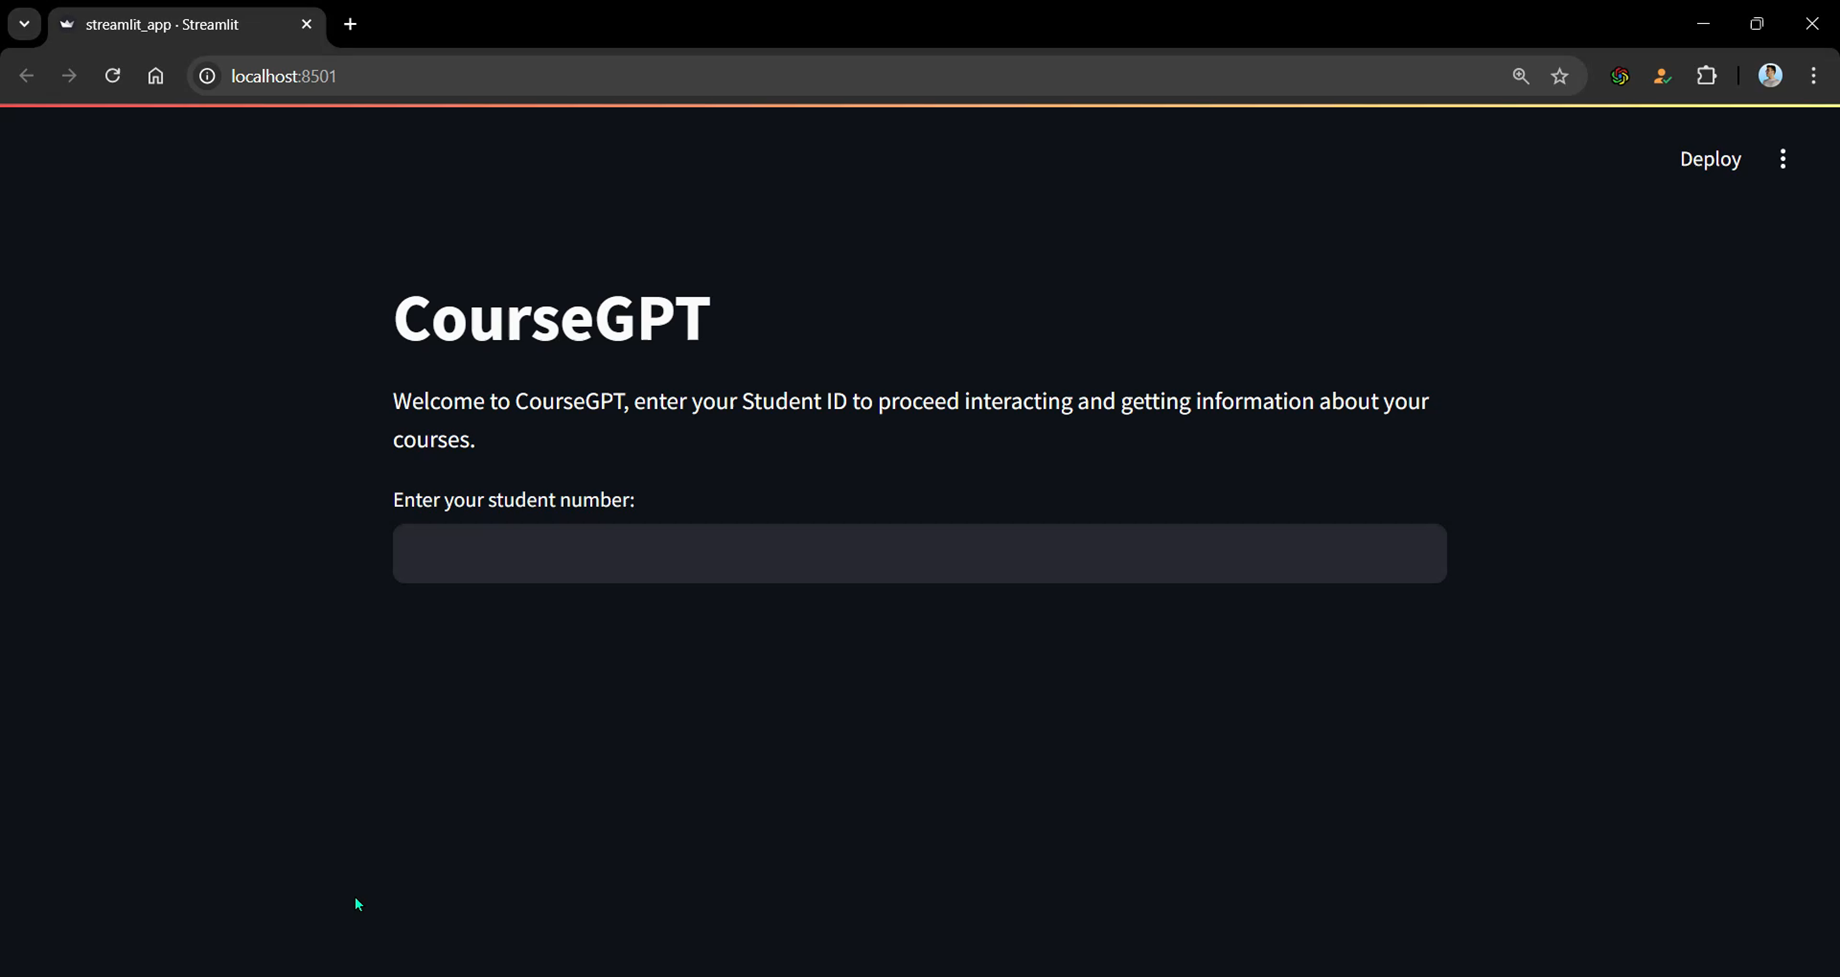 streamlit_app · Streamlit
localhost:8501
Deploy
CourseGPT
Welcome to CourseGPT, enter your Student ID to proceed interacting and getting information about your
courses.
Enter your student number: